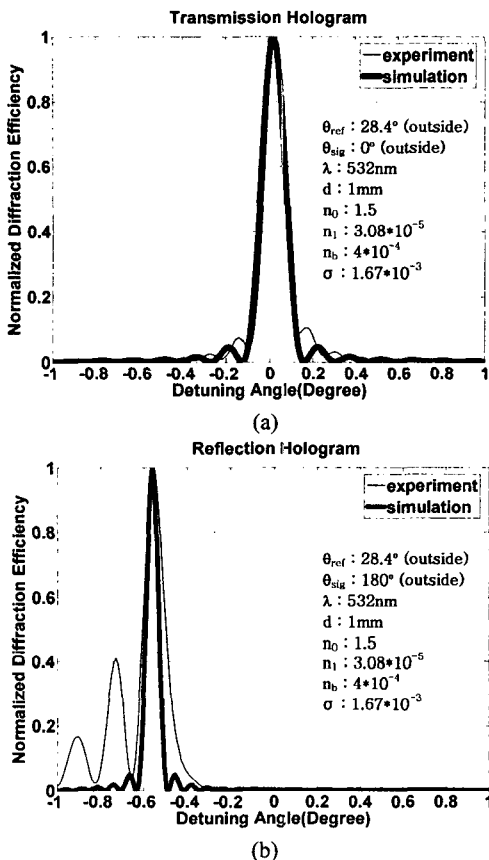 Transmission Hologram
1
0.8
0.6
0.4
0.2
0
-1 -0.8 -0.6 -0.4 -0.2 0 0.2 0.4 0.6 0.8 1
Normalized Diffraction Efficiency
Detuning Angle(Degree)
experiment
simulation
θref : 28.4° (outside)
θsig : 0° (outside)
λ : 532nm
d : 1mm
n0 : 1.5
n1 : 3.08*10^-5
nb : 4*10^-4
σ : 1.67*10^-3
(a)
Reflection Hologram
1
0.8
0.6
0.4
0.2
0
-1 -0.8 -0.6 -0.4 -0.2 0 0.2 0.4 0.6 0.8 1
Normalized Diffraction Efficiency
Detuning Angle(Degree)
experiment
simulation
θref : 28.4° (outside)
θsig : 180° (outside)
λ : 532nm
d : 1mm
n0 : 1.5
n1 : 3.08*10^-5
nb : 4*10^-4
σ : 1.67*10^-3
(b)